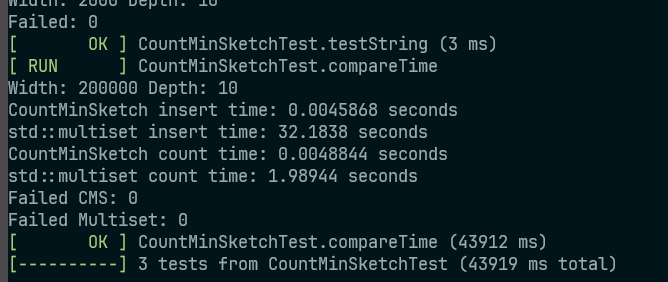 Width: 2000 Depth: 10
Failed: 0
[       OK ] CountMinSketchTest.testString (3 ms)
[ RUN      ] CountMinSketchTest.compareTime
Width: 200000 Depth: 10
CountMinSketch insert time: 0.0045868 seconds
std::multiset insert time: 32.1838 seconds
CountMinSketch count time: 0.0048844 seconds
std::multiset count time: 1.98944 seconds
Failed CMS: 0
Failed Multiset: 0
[       OK ] CountMinSketchTest.compareTime (43912 ms)
[----------] 3 tests from CountMinSketchTest (43919 ms total)